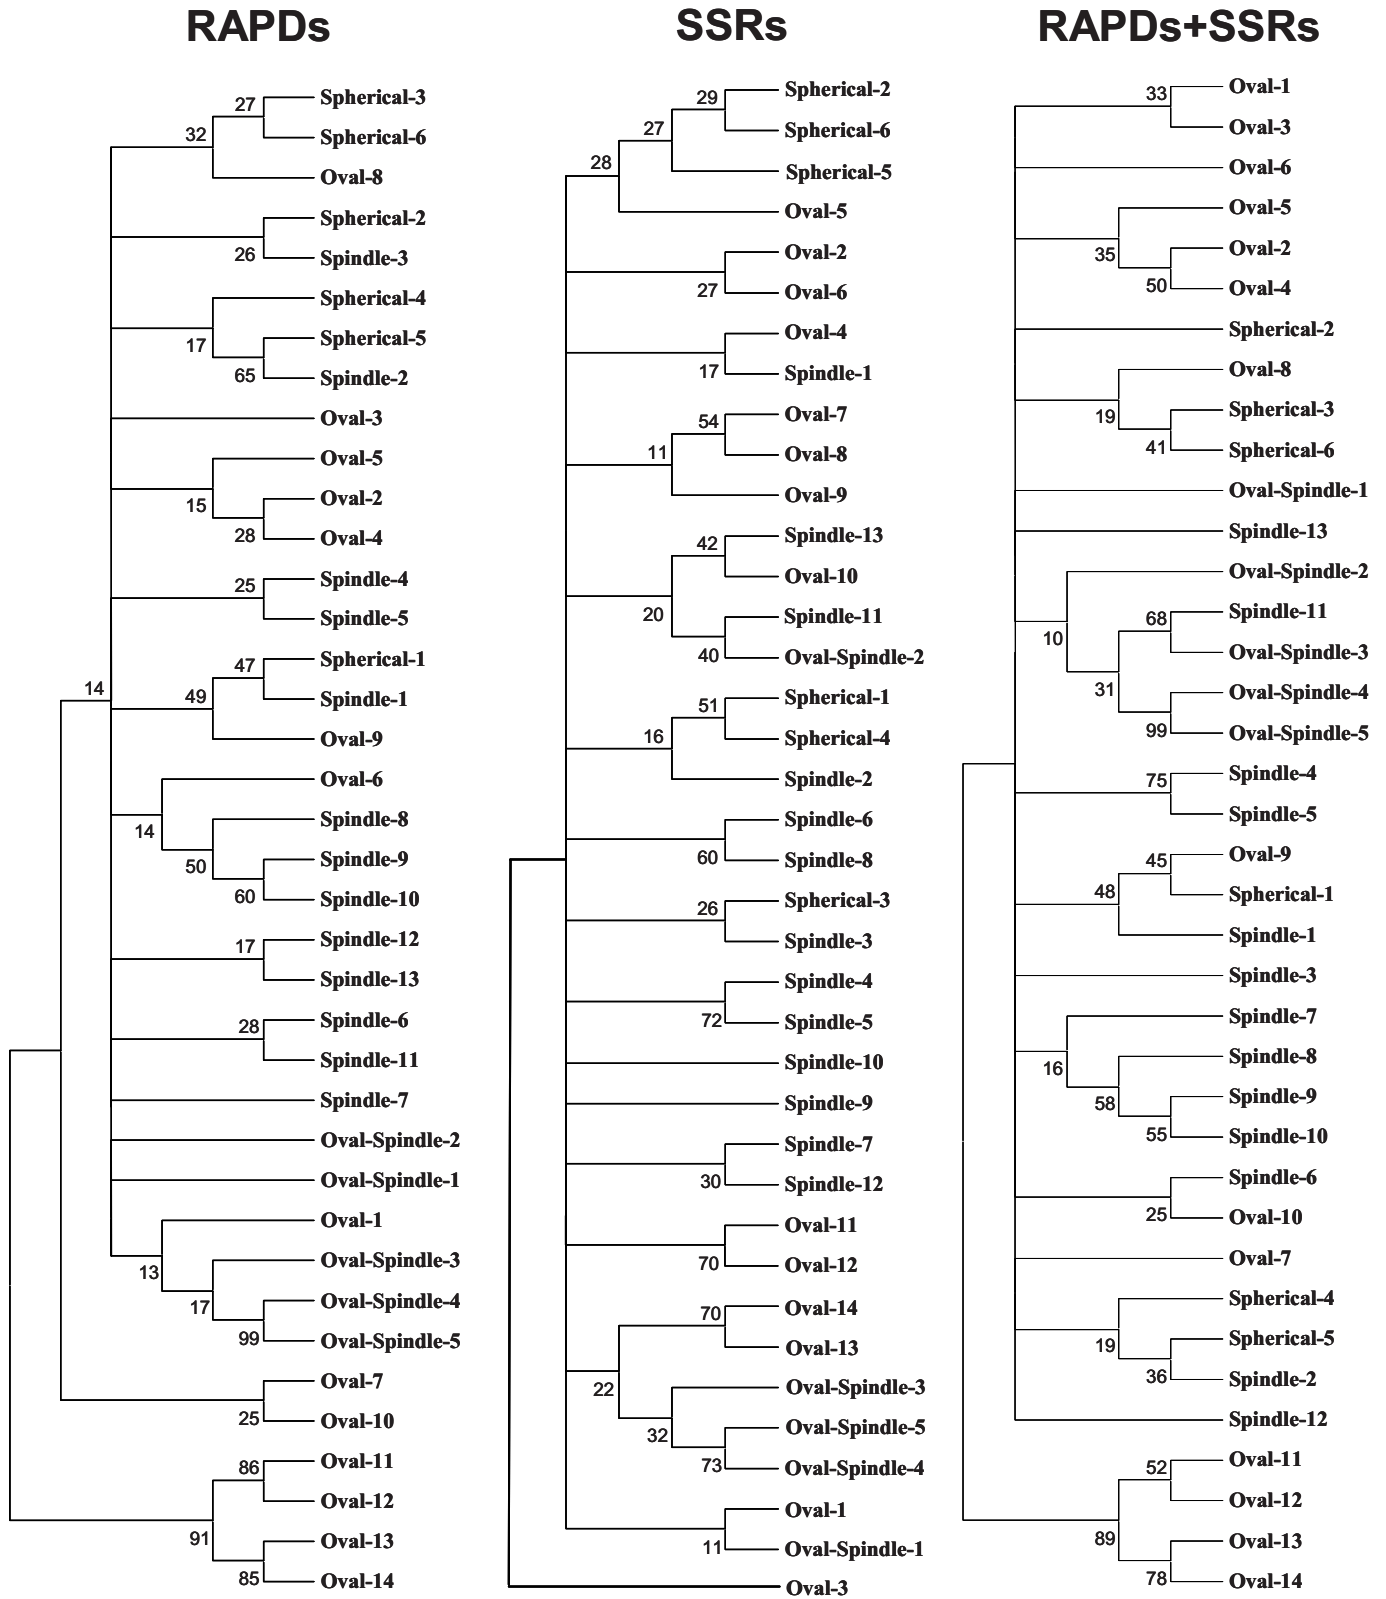 RAPDs
27
Spherical-3
32
Spherical-6
Oval-8
Spherical-2
26
Spindle-3
Spherical-4
17
Spherical-5
65
Spindle-2
Oval-3
Oval-5
15
Oval-2
28
Oval-4
25
Spindle-4
Spindle-5
47
Spherical-1
14
49
Spindle-1
Oval-9
Oval-6
14
Spindle-8
50
Spindle-9
60
Spindle-10
17
Spindle-12
Spindle-13
28
Spindle-6
Spindle-11
Spindle-7
Oval-Spindle-2
Oval-Spindle-1
Oval-1
13
Oval-Spindle-3
17
Oval-Spindle-4
99
Oval-Spindle-5
Oval-7
25
Oval-10
86
Oval-11
Oval-12
91
Oval-13
85
Oval-14
SSRs
29
Spherical-2
27
Spherical-6
28
Spherical-5
Oval-5
Oval-2
27
Oval-6
Oval-4
17
Spindle-1
54
Oval-7
11
Oval-8
Oval-9
42
Spindle-13
Oval-10
20
Spindle-11
40
Oval-Spindle-2
51
Spherical-1
16
Spherical-4
Spindle-2
Spindle-6
60
Spindle-8
26
Spherical-3
Spindle-3
Spindle-4
72
Spindle-5
Spindle-10
Spindle-9
Spindle-7
30
Spindle-12
Oval-11
70
Oval-12
70
Oval-14
Oval-13
22
Oval-Spindle-3
32
Oval-Spindle-5
73
Oval-Spindle-4
Oval-1
11
Oval-Spindle-1
Oval-3
RAPDs+SSRs
33
Oval-1
Oval-3
Oval-6
Oval-5
35
Oval-2
50
Oval-4
Spherical-2
Oval-8
19
Spherical-3
41
Spherical-6
Oval-Spindle-1
Spindle-13
Oval-Spindle-2
10
68
Spindle-11
Oval-Spindle-3
31
Oval-Spindle-4
99
Oval-Spindle-5
75
Spindle-4
Spindle-5
45
Oval-9
48
Spherical-1
Spindle-1
Spindle-3
Spindle-7
16
Spindle-8
58
Spindle-9
55
Spindle-10
Spindle-6
25
Oval-10
Oval-7
Spherical-4
19
Spherical-5
36
Spindle-2
Spindle-12
52
Oval-11
Oval-12
89
Oval-13
78
Oval-14